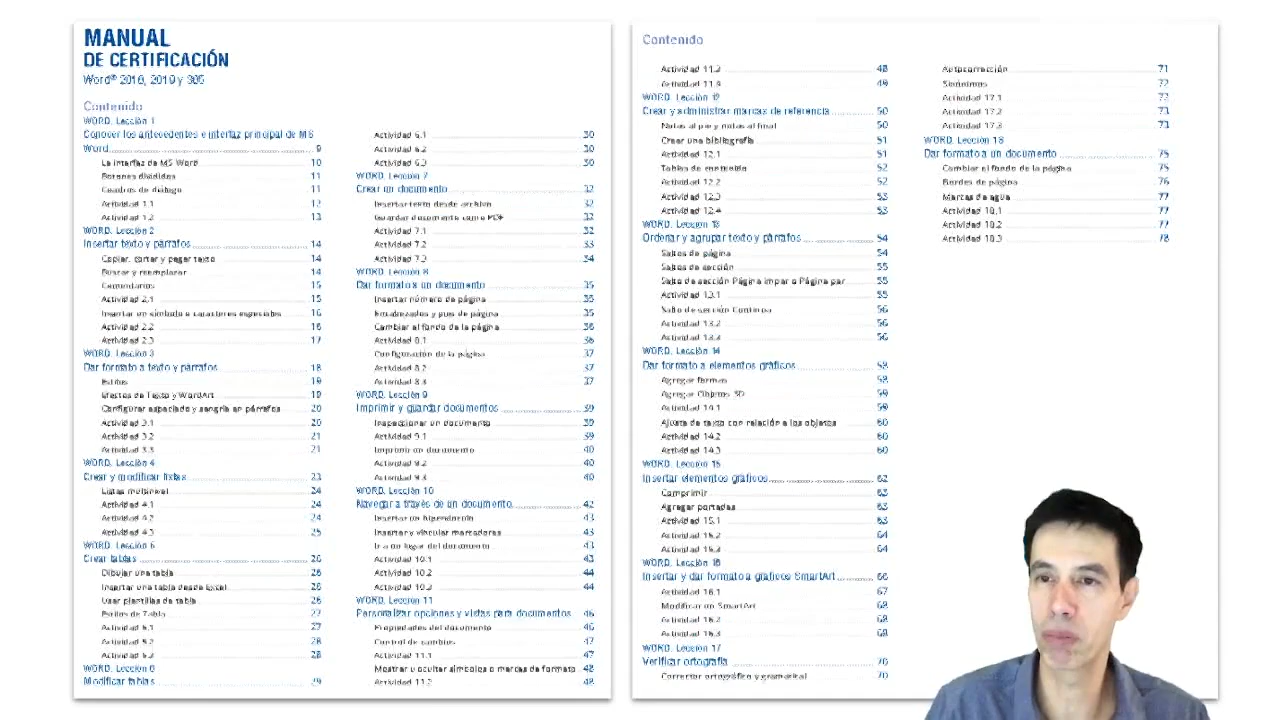 MANUAL
DE CERTIFICACIÓN
Word® 2016, 2019 y 365
Contenido
WORD. Lección 1
Conocer los antecedentes e interfaz principal de MS
Word 9
La interfaz de MS Word 10
Botones divididos 11
Cuadros de diálogo 11
Actividad 1.1 12
Actividad 1.2 13
WORD. Lección 2
Insertar texto y párrafos 14
Copiar, cortar y pegar texto 14
Buscar y reemplazar 14
Comentarios 15
Actividad 2.1 15
Insertar un símbolo o caracteres especiales 16
Actividad 2.2 16
Actividad 2.3 17
WORD. Lección 3
Dar formato a texto y párrafos 18
Estilos 19
Efectos de Texto y WordArt 19
Configurar espaciado y sangría en párrafos 20
Actividad 3.1 20
Actividad 3.2 21
Actividad 3.3 21
WORD. Lección 4
Crear y modificar listas 23
Listas multinivel 24
Actividad 4.1 24
Actividad 4.2 24
Actividad 4.3 25
WORD. Lección 5
Crear tablas 26
Dibujar una tabla 26
Insertar una tabla desde Excel 26
Usar plantillas de tabla 26
Estilos de Tabla 27
Actividad 5.1 27
Actividad 5.2 28
Actividad 5.3 28
WORD. Lección 6
Modificar tablas 29
Actividad 6.1 30
Actividad 6.2 30
Actividad 6.3 30
WORD. Lección 7
Crear un documento 32
Insertar texto desde archivo 32
Guardar documento como PDF 32
Actividad 7.1 32
Actividad 7.2 33
Actividad 7.3 34
WORD. Lección 8
Dar formato a un documento 35
Insertar número de página 35
Encabezados y pies de página 35
Cambiar el fondo de la página 36
Actividad 8.1 36
Configuración de la página 37
Actividad 8.2 37
Actividad 8.3 37
WORD. Lección 9
Imprimir y guardar documentos 39
Inspeccionar un documento 39
Actividad 9.1 39
Imprimir un documento 40
Actividad 9.2 40
Actividad 9.3 40
WORD. Lección 10
Navegar a través de un documento 42
Insertar un hipervínculo 43
Insertar y vincular marcadores 43
Ir a un lugar del documento 43
Actividad 10.1 43
Actividad 10.2 44
Actividad 10.3 44
WORD. Lección 11
Personalizar opciones y vistas para documentos 46
Propiedades del documento 46
Control de cambios 47
Actividad 11.1 47
Mostrar u ocultar símbolos o marcas de formato 48
Actividad 11.2 48
Contenido
Actividad 11.3 48
Actividad 11.4 49
WORD. Lección 12
Crear y administrar marcas de referencia 50
Notas al pie y notas al final 50
Crear una bibliografía 51
Actividad 12.1 51
Tablas de contenido 52
Actividad 12.2 52
Actividad 12.3 53
Actividad 12.4 53
WORD. Lección 13
Ordenar y agrupar texto y párrafos 54
Saltos de página 54
Saltos de sección 55
Salto de sección Página impar o Página par 55
Actividad 13.1 55
Salto de sección Continua 56
Actividad 13.2 56
Actividad 13.3 56
WORD. Lección 14
Dar formato a elementos gráficos 58
Agregar formas 58
Agregar Objetos 3D 59
Actividad 14.1 59
Ajuste de texto con relación a los objetos 60
Actividad 14.2 60
Actividad 14.3 60
WORD. Lección 15
Insertar elementos gráficos 62
Comprimir 63
Agregar portadas 63
Actividad 15.1 63
Actividad 15.2 64
Actividad 15.3 64
WORD. Lección 16
Insertar y dar formato a gráficos SmartArt 66
Actividad 16.1 67
Modificar un SmartArt 68
Actividad 16.2 68
Actividad 16.3 68
WORD. Lección 17
Verificar ortografía 70
Corrector ortográfico y gramatical 70
Autocorrección 71
Sinónimos 72
Actividad 17.1 72
Actividad 17.2 73
Actividad 17.3 73
WORD. Lección 18
Dar formato a un documento 75
Cambiar el fondo de la página 75
Bordes de página 76
Marcas de agua 77
Actividad 18.1 77
Actividad 18.2 77
Actividad 18.3 78